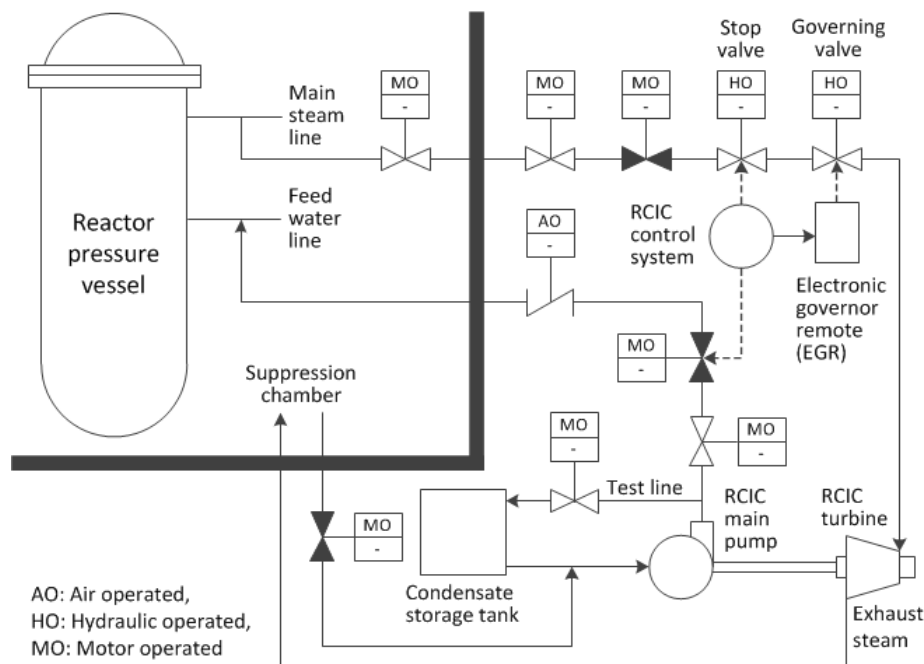 Stop
valve
Governing
valve
MO
-
MO
-
MO
-
HO
-
HO
-
Main
steam
line
Feed
water
line
Reactor
pressure
vessel
AO
-
RCIC
control
system
Electronic
governor
remote
(EGR)
MO
-
Suppression
chamber
MO
-
MO
-
Test line
RCIC
main
pump
RCIC
turbine
MO
-
Condensate
storage tank
Exhaust
steam
AO: Air operated,
HO: Hydraulic operated,
MO: Motor operated